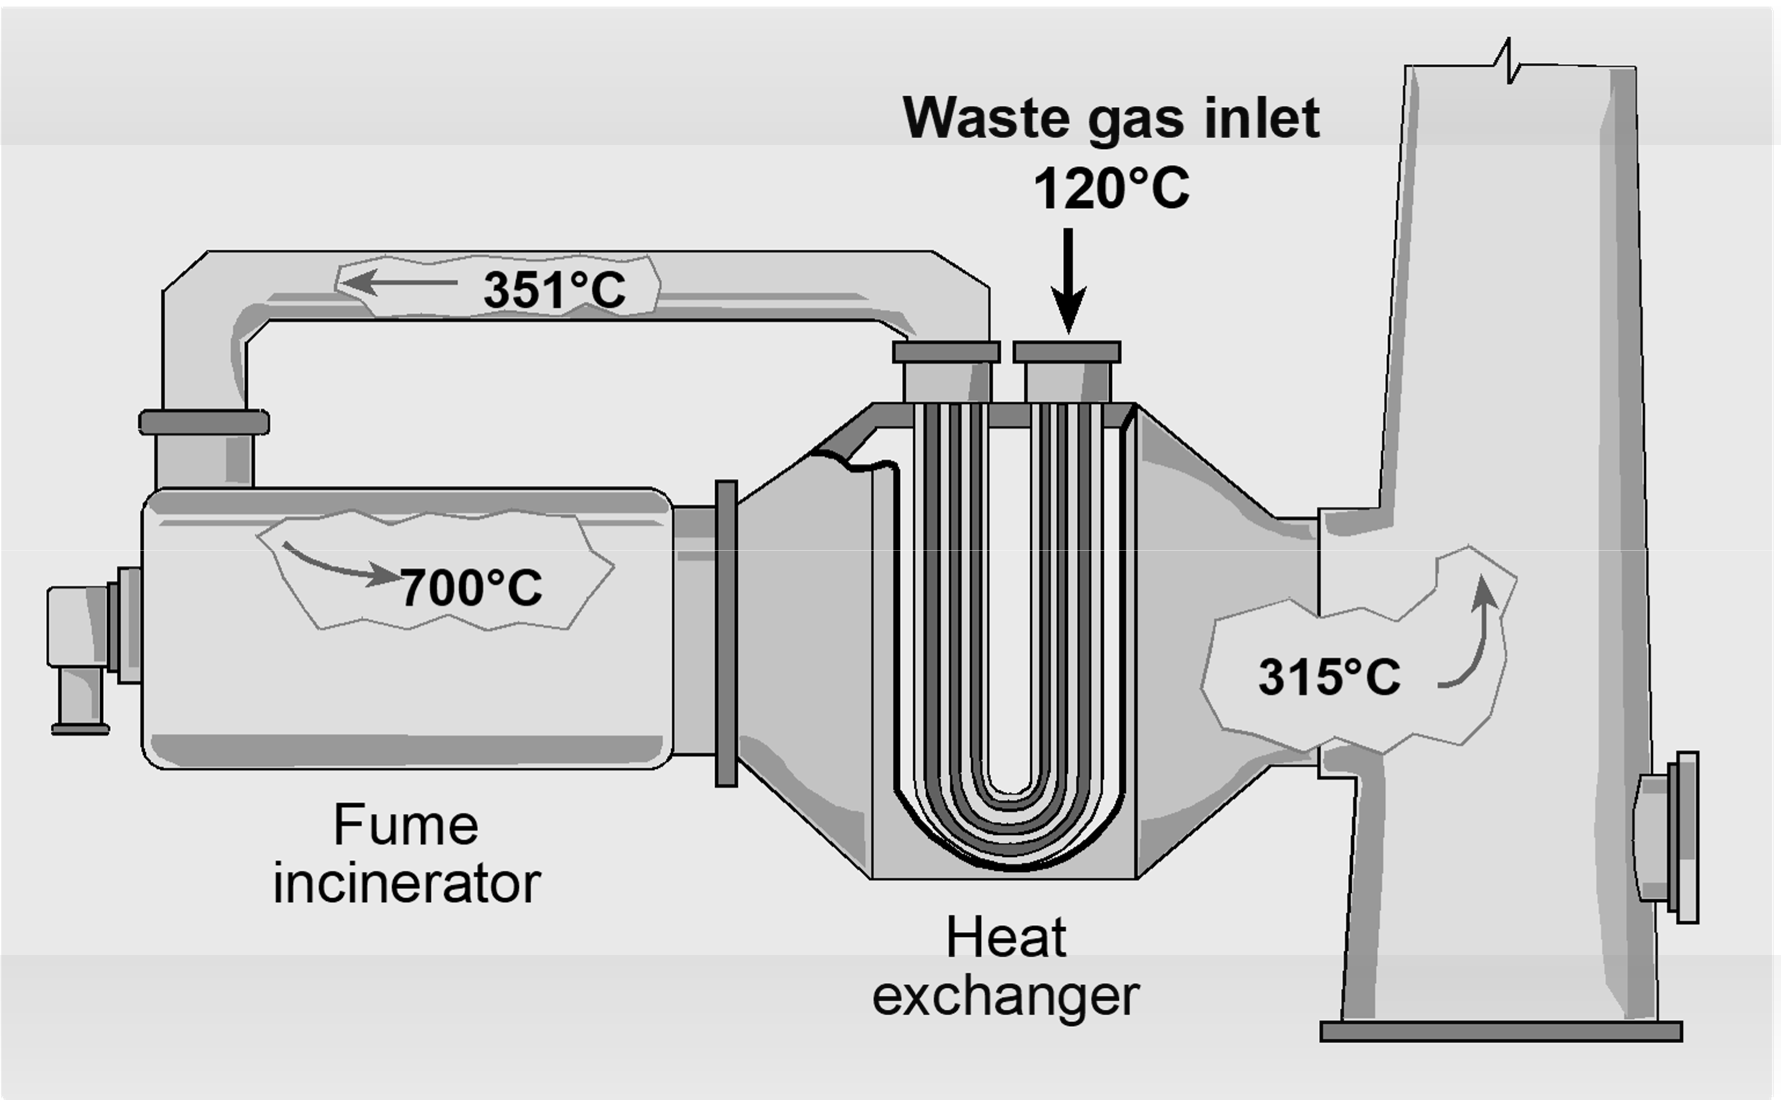 Waste gas inlet
120°C
351°C
700°C
315°C
Fume
incinerator
Heat
exchanger